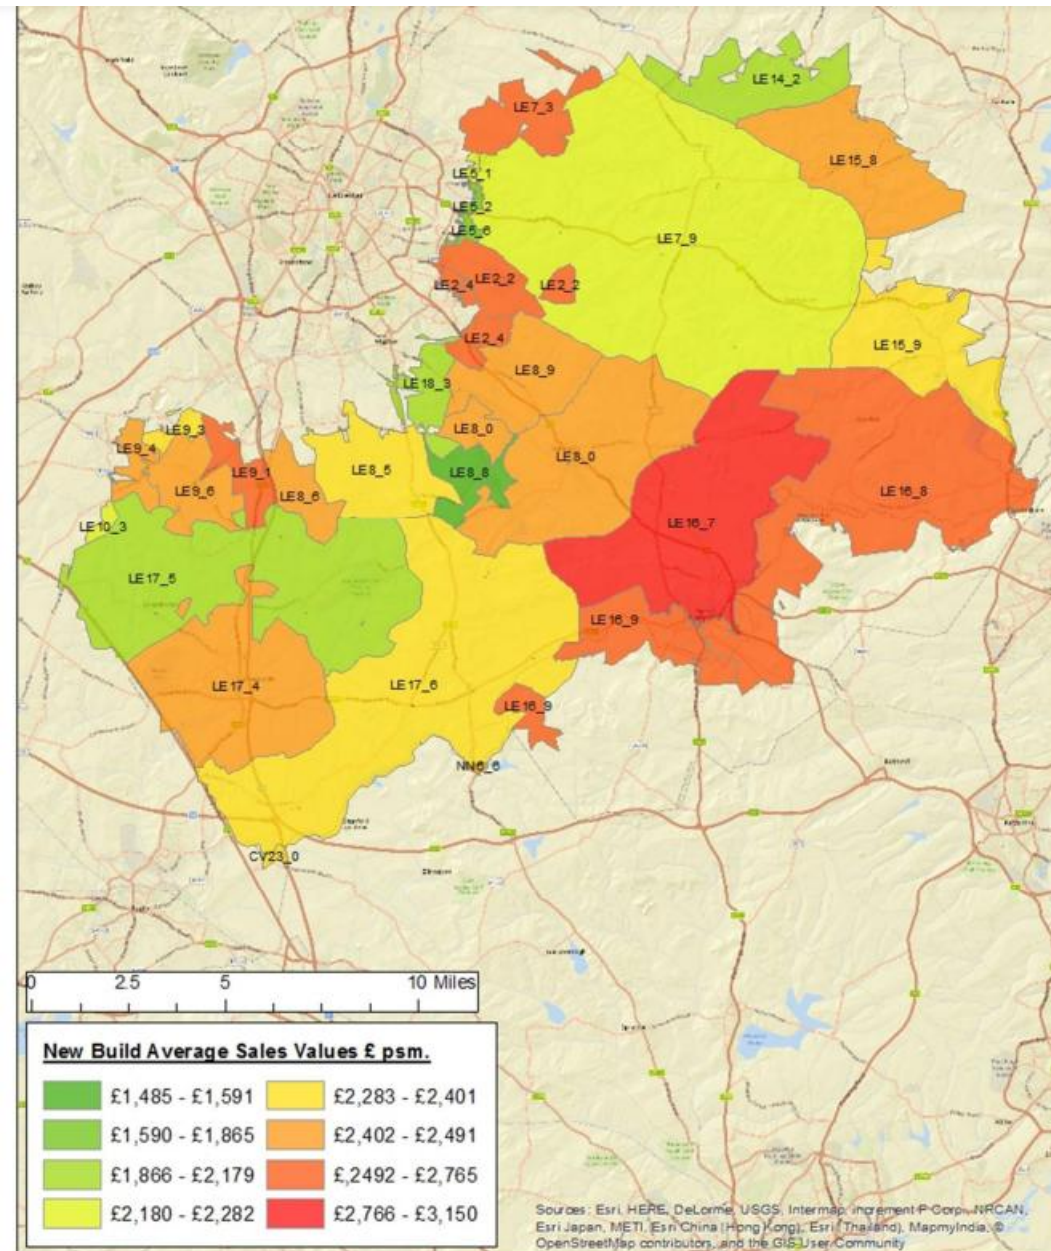 LE14_2
LE7_3
LE15_8
LE5_1
LE5_2
LE5_6
LE7_9
LE2_4
LE2_2
LE2_2
LE2_4
LE15_9
LE8_9
LE18_3
LE9_3
LE9_4
LE8_0
LE8_5
LE8_0
LE9_1
LE8_8
LE9_6
LE8_6
LE16_8
LE10_3
LE16_7
LE17_5
LE16_9
LE17_4
LE17_6
LE16_9
NN6_6
CV23_0
0 2.5 5 10 Miles
New Build Average Sales Values £ psm.
£1,485 - £1,591 £2,283 - £2,401
£1,590 - £1,865 £2,402 - £2,491
£1,866 - £2,179 £,2492 - £2,765
£2,180 - £2,282 £2,766 - £3,150
Sources: Esri, HERE, DeLorme, USGS, Intermap, increment P Corp., NRCAN,
Esri Japan, METI, Esri China (Hong Kong), Esri (Thailand), MapmyIndia, ©
OpenStreetMap contributors, and the GIS User Community